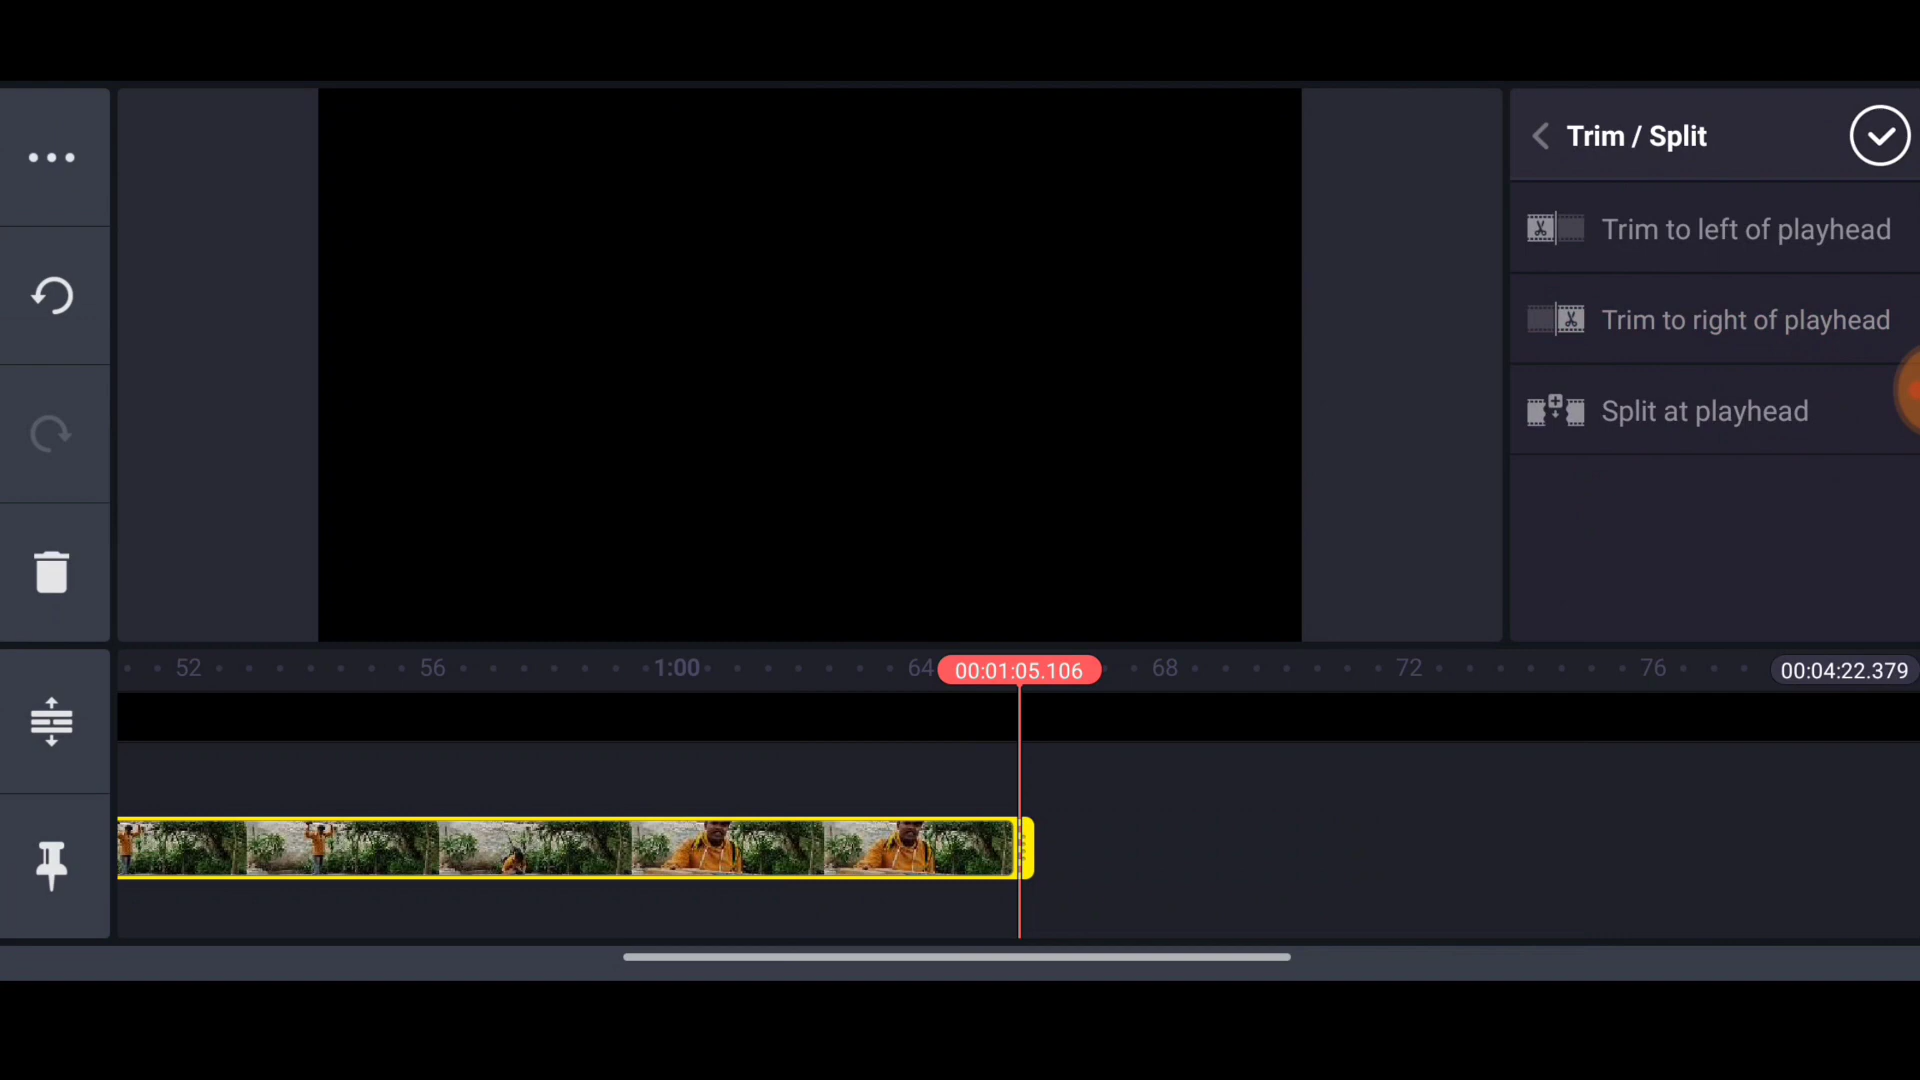 Trim / Split
Trim to left of playhead
Trim to right of playhead
Split at playhead
52 56 1:00 64 00:01:05.106 68 72 76 00:04:22.379